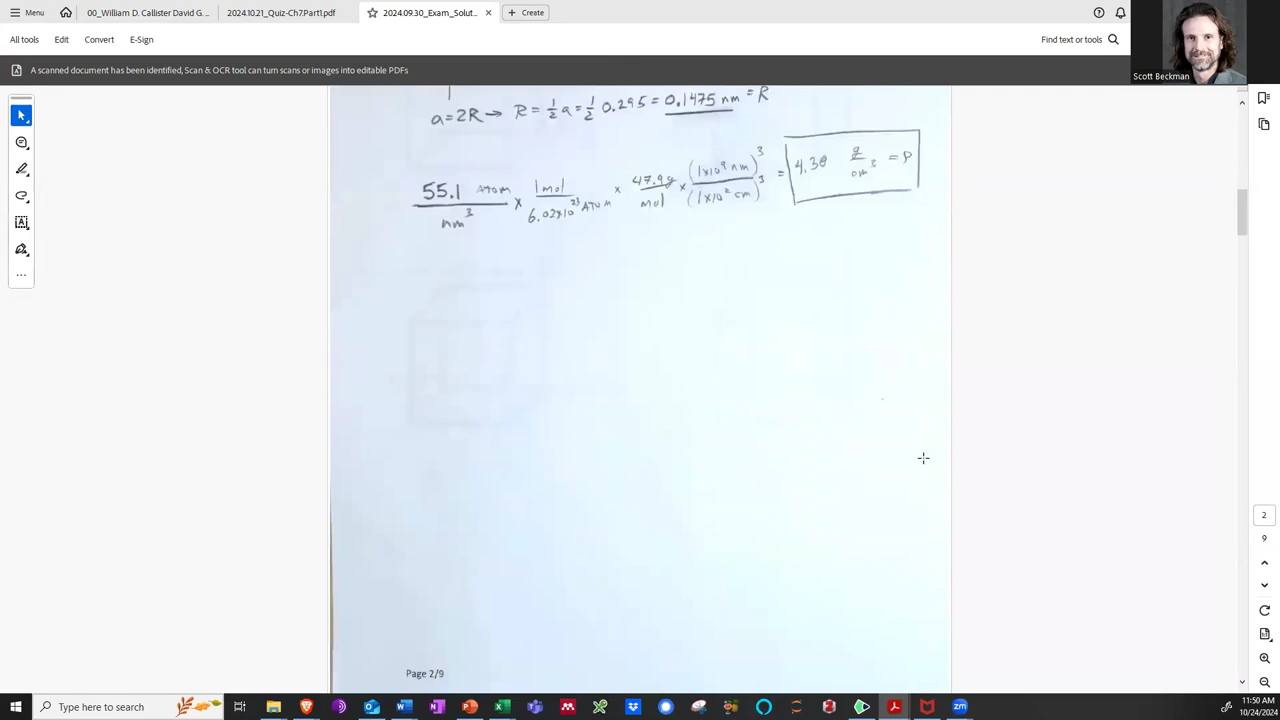 Menu
00_William D. Callister David G. ...
2024.10.21_Quiz-Ch7.Part1.pdf
2024.09.30_Exam_Solut...
Create
All tools
Edit
Convert
E-Sign
Find text or tools
A scanned document has been identified, Scan & OCR tool can turn scans or images into editable PDFs
Scott Beckman
a=2R → R = 1/2 a = 1/2 0.295 = 0.1475 nm = R
55.1 ATOM / nm³ × 1 mol / 6.02×10²³ ATOM × 47.9 g / mol × (1×10⁹ nm)³ / (1×10² cm)³ = 4.38 g / cm³ = ρ
2
9
Page 2/9
Type here to search
11:50 AM
10/24/2024